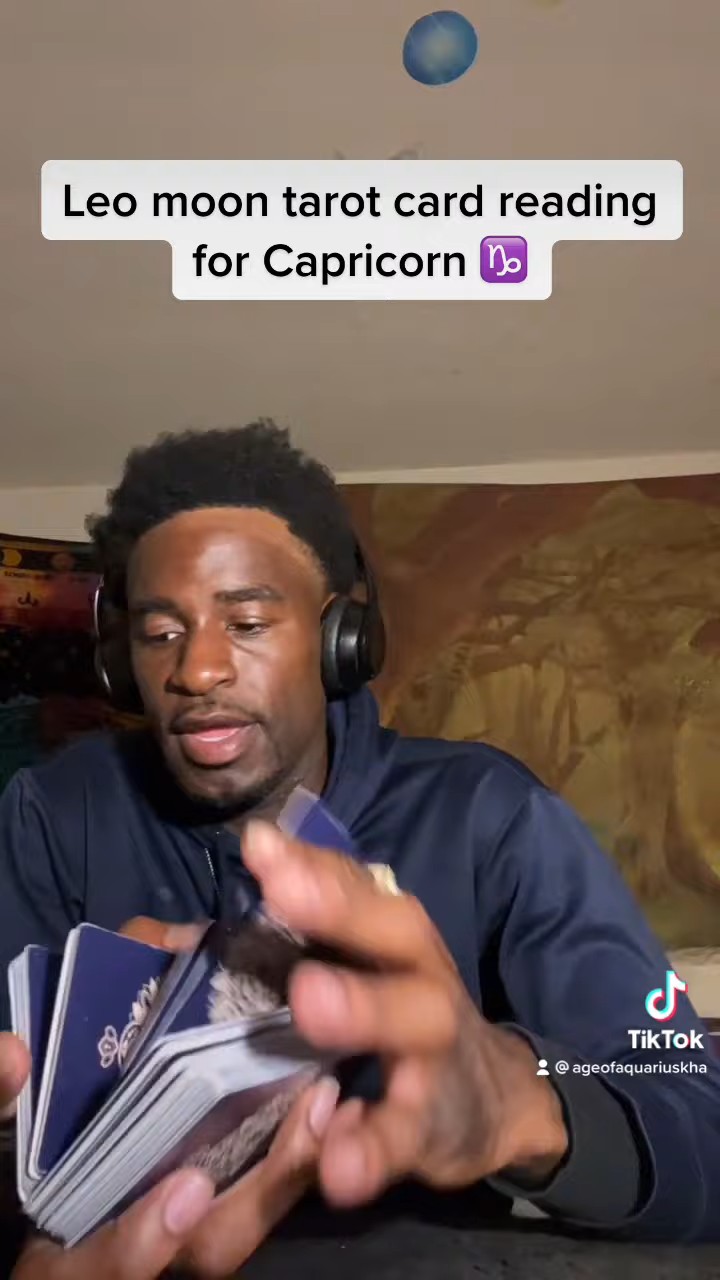 Leo moon tarot card reading
for Capricorn ♑
TikTok
@ageofaquariuskha